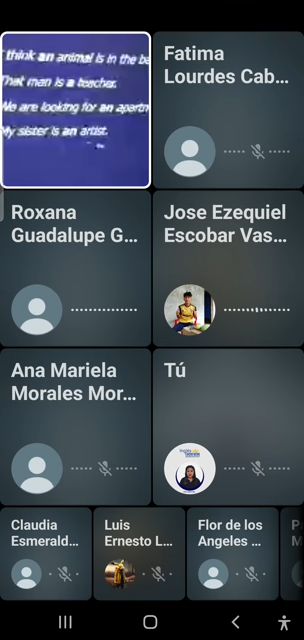 I think an animal is in the ba
That man is a teacher.
We are looking for an apartm
My sister is an artist.
Fatima
Lourdes Cab...
Roxana
Guadalupe G...
Jose Ezequiel
Escobar Vas...
Ana Mariela
Morales Mor...
Tú
Claudia
Esmerald...
Luis
Ernesto L...
Flor de los
Angeles ...